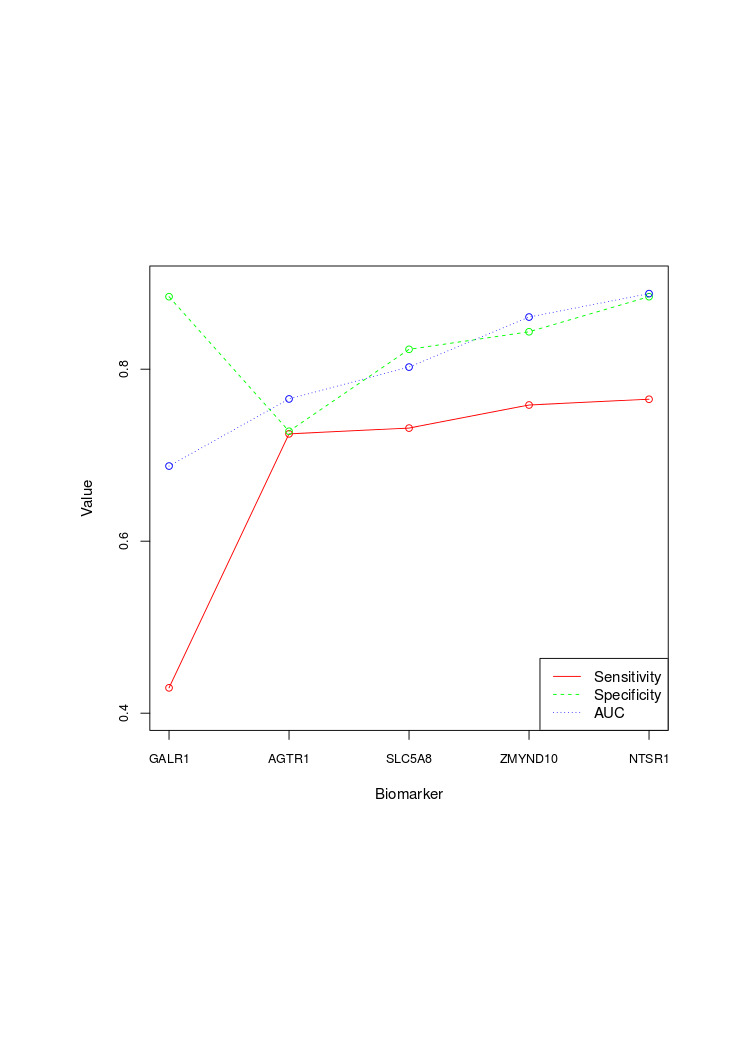 0.8
0.6
0.4
Value
Sensitivity
Specificity
AUC
GALR1 AGTR1 SLC5A8 ZMYND10 NTSR1
Biomarker